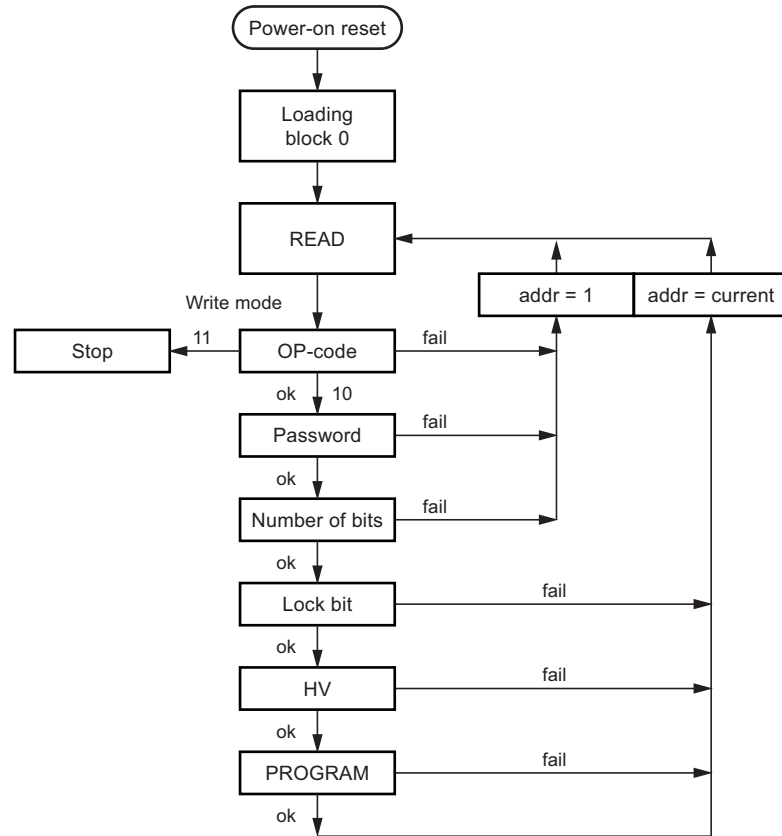 Power-on reset
Loading
block 0
READ
addr = 1
addr = current
Write mode
Stop
11
OP-code
fail
ok
10
Password
fail
ok
Number of bits
fail
ok
Lock bit
fail
ok
HV
fail
ok
PROGRAM
fail
ok